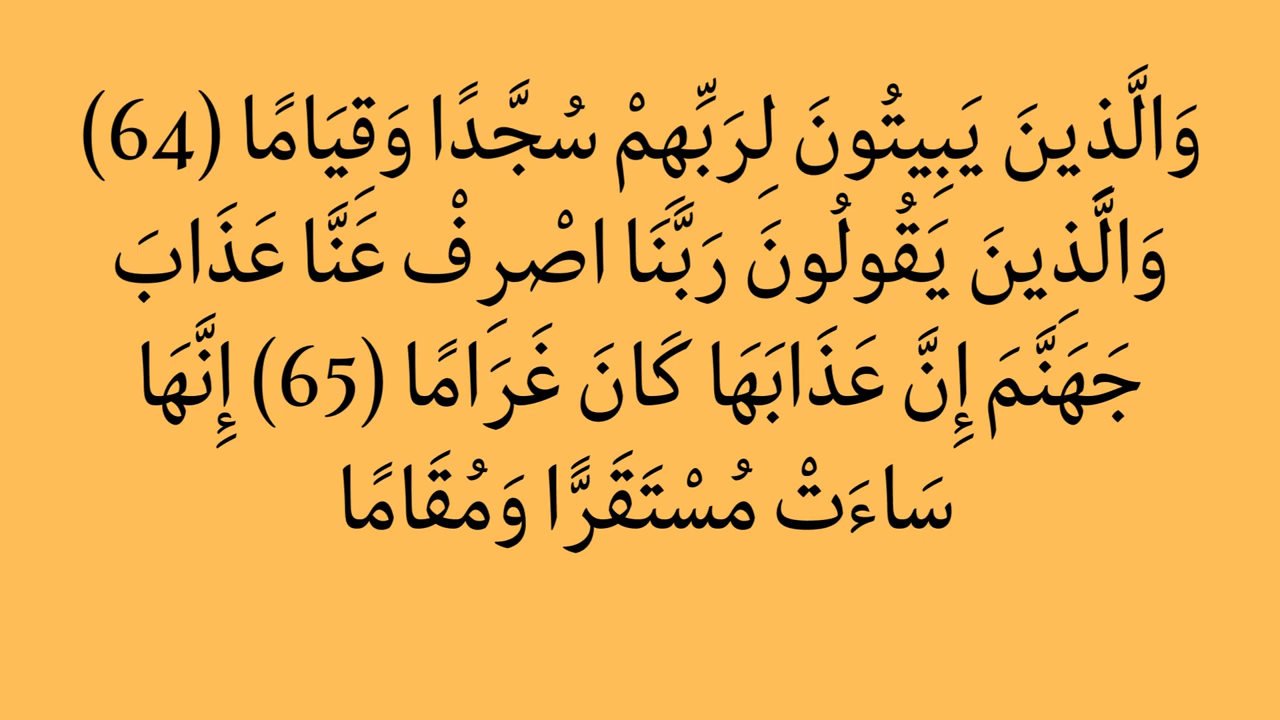 وَالَّذِينَ يَبِيتُونَ لِرَبِّهِمْ سُجَّدًا وَقِيَامًا (64)
وَالَّذِينَ يَقُولُونَ رَبَّنَا اصْرِفْ عَنَّا عَذَابَ
جَهَنَّمَ إِنَّ عَذَابَهَا كَانَ غَرَامًا (65) إِنَّهَا
سَاءَتْ مُسْتَقَرًّا وَمُقَامًا